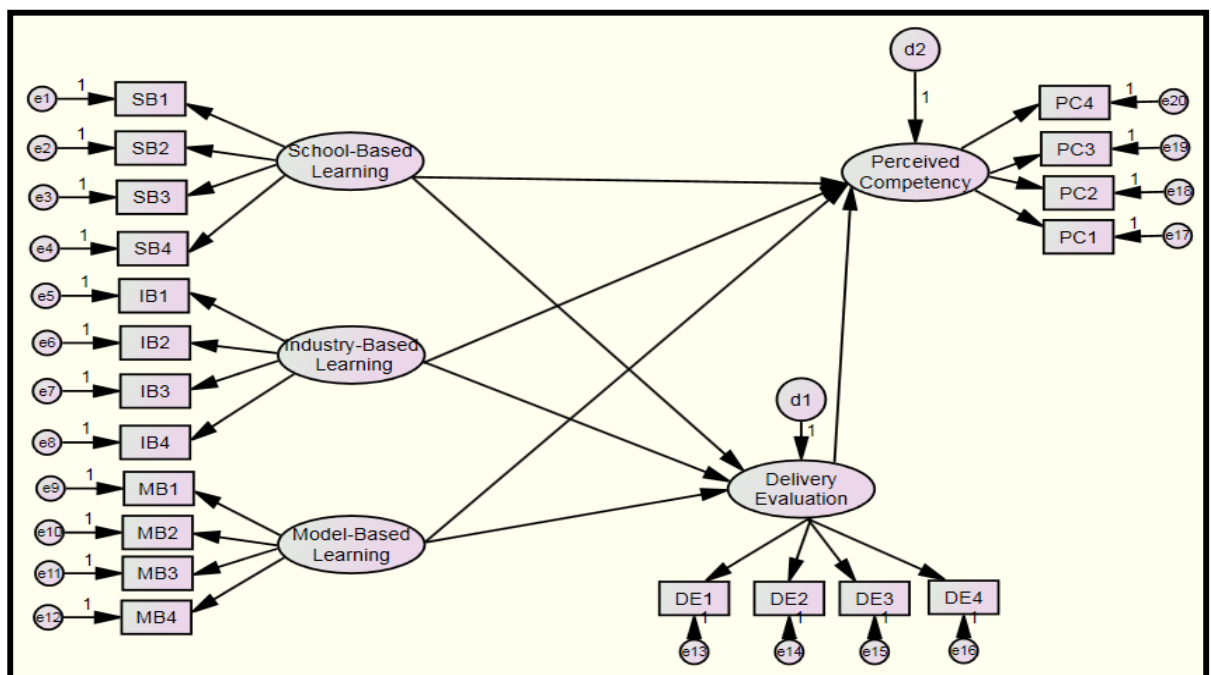 d2
1
e1 1 SB1
e2 1 SB2
e3 1 SB3
e4 1 SB4
School-Based
Learning
Perceived
Competency
PC4 1 e20
PC3 1 e19
PC2 1 e18
PC1 1 e17
e5 1 IB1
e6 1 IB2
e7 1 IB3
e8 1 IB4
Industry-Based
Learning
d1
1
Delivery
Evaluation
e9 1 MB1
e10 1 MB2
e11 1 MB3
e12 1 MB4
Model-Based
Learning
DE1 DE2 DE3 DE4
1 1 1 1
e13 e14 e15 e16